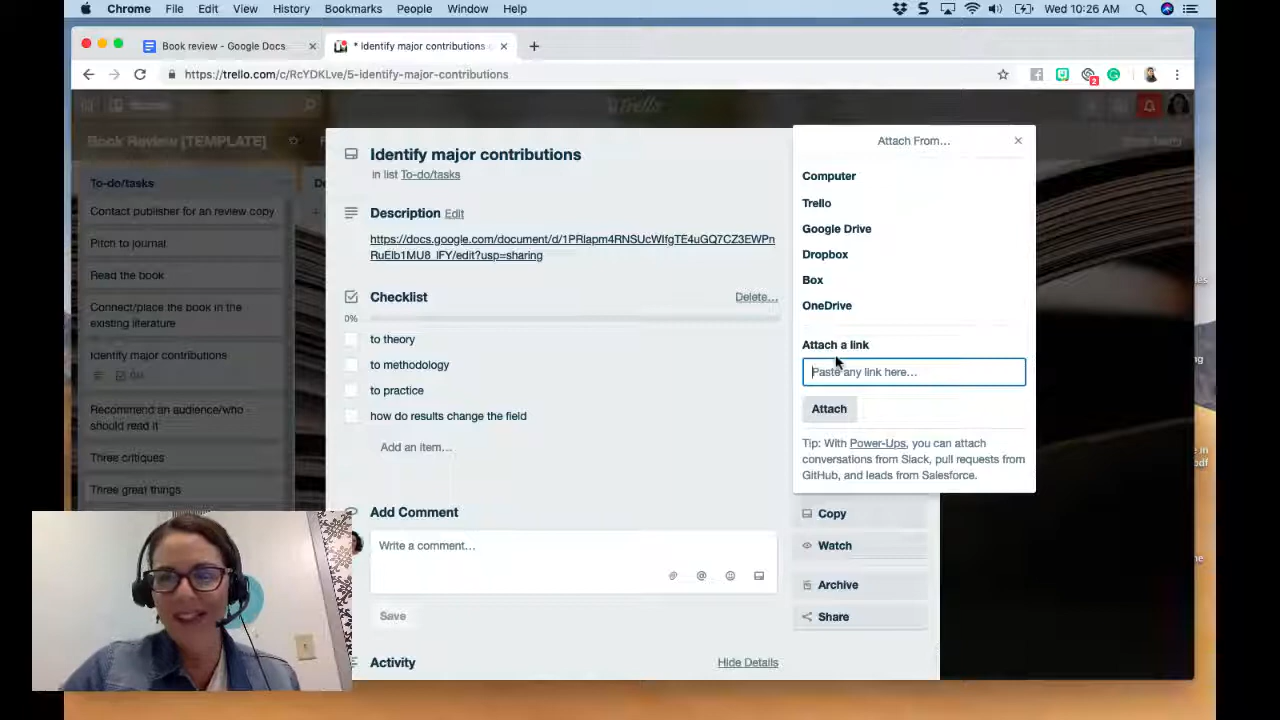 Chrome File Edit View History Bookmarks People Window Help
Wed 10:26 AM
Book review - Google Docs
* Identify major contributions
https://trello.com/c/RcYDKLve/5-identify-major-contributions
2
Trello
Book Review [TEMPLATE]
To-do/tasks
Contact publisher for an review copy
Pitch to journal
Read the book
Connect/place the book in the
existing literature
Identify major contributions
Recommend an audience/who
should read it
Three critiques
Three great things
Identify major contributions
in list To-do/tasks
Description Edit
https://docs.google.com/document/d/1PRlapm4RNSUcWIfgTE4uGQ7CZ3EWPn
RuElb1MU8_lFY/edit?usp=sharing
Checklist
Delete...
0%
to theory
to methodology
to practice
how do results change the field
Add an item...
Add Comment
Write a comment...
Save
Activity
Hide Details
Attach From...
Computer
Trello
Google Drive
Dropbox
Box
OneDrive
Attach a link
Paste any link here...
Attach
Tip: With Power-Ups, you can attach
conversations from Slack, pull requests from
GitHub, and leads from Salesforce.
Copy
Watch
Archive
Share